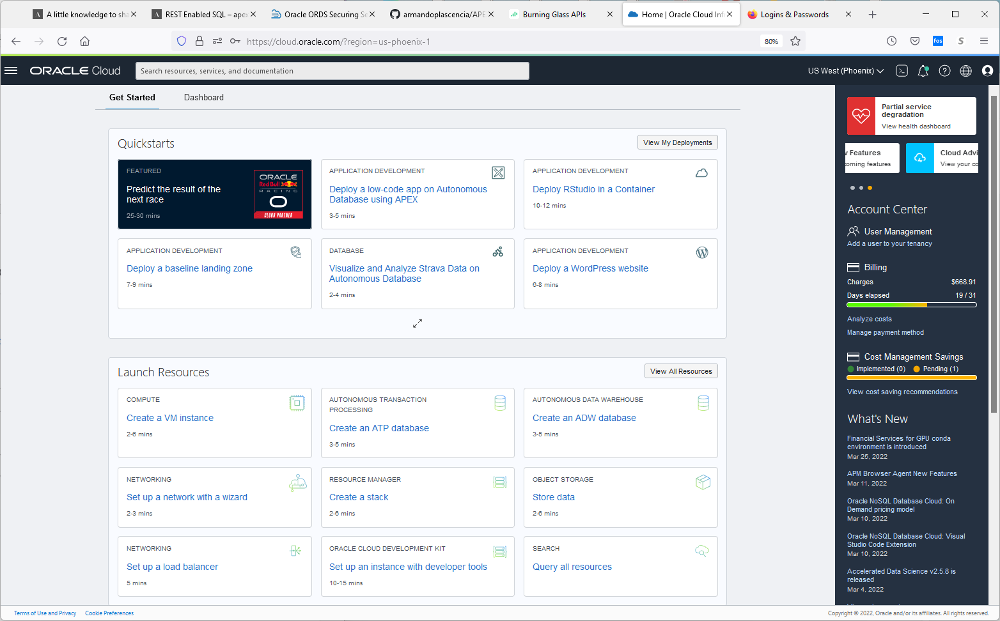 A little knowledge to sha
REST Enabled SQL – apex
Oracle ORDS Securing Se
armandoplascencia/APE
Burning Glass APIs
Home | Oracle Cloud Inf
Logins & Passwords
https://cloud.oracle.com/?region=us-phoenix-1
80%
fos
S
ORACLE Cloud
Search resources, services, and documentation
US West (Phoenix)
Get Started
Dashboard
Quickstarts
View My Deployments
FEATURED
Predict the result of the
next race
25-30 mins
ORACLE
Red Bull
RACING
CLOUD PARTNER
APPLICATION DEVELOPMENT
Deploy a low-code app on Autonomous
Database using APEX
3-5 mins
APPLICATION DEVELOPMENT
Deploy RStudio in a Container
10-12 mins
APPLICATION DEVELOPMENT
Deploy a baseline landing zone
7-9 mins
DATABASE
Visualize and Analyze Strava Data on
Autonomous Database
2-4 mins
APPLICATION DEVELOPMENT
Deploy a WordPress website
6-8 mins
Launch Resources
View All Resources
COMPUTE
Create a VM instance
2-6 mins
AUTONOMOUS TRANSACTION
PROCESSING
Create an ATP database
3-5 mins
AUTONOMOUS DATA WAREHOUSE
Create an ADW database
3-5 mins
NETWORKING
Set up a network with a wizard
2-3 mins
RESOURCE MANAGER
Create a stack
2-6 mins
OBJECT STORAGE
Store data
2-6 mins
NETWORKING
Set up a load balancer
5 mins
ORACLE CLOUD DEVELOPMENT KIT
Set up an instance with developer tools
10-15 mins
SEARCH
Query all resources
Partial service
degradation
View health dashboard
Features
coming features
Cloud Advi
View your co
Account Center
User Management
Add a user to your tenancy
Billing
Charges $668.91
Days elapsed 19 / 31
Analyze costs
Manage payment method
Cost Management Savings
Implemented (0) Pending (1)
View cost saving recommendations
What's New
Financial Services for GPU conda
environment is introduced
Mar 25, 2022
APM Browser Agent New Features
Mar 11, 2022
Oracle NoSQL Database Cloud: On
Demand pricing model
Mar 10, 2022
Oracle NoSQL Database Cloud: Visual
Studio Code Extension
Mar 10, 2022
Accelerated Data Science v2.5.8 is
released
Mar 4, 2022
Terms of Use and Privacy
Cookie Preferences
Copyright © 2022, Oracle and/or its affiliates. All rights reserved.